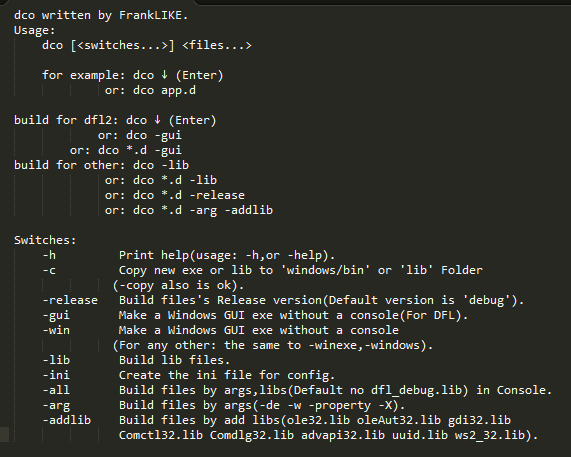 dco written by FrankLIKE.
Usage:
    dco [<switches...>] <files...>

    for example: dco ↓ (Enter)
             or: dco app.d

build for dfl2: dco ↓ (Enter)
            or: dco -gui
        or: dco *.d -gui
build for other: dco -lib
             or: dco *.d -lib
             or: dco *.d -release
             or: dco *.d -arg -addlib

Switches:
    -h         Print help(usage: -h,or -help).
    -c         Copy new exe or lib to 'windows/bin' or 'lib' Folder
              (-copy also is ok).
    -release   Build files's Release version(Default version is 'debug').
    -gui       Make a Windows GUI exe without a console(For DFL).
    -win       Make a Windows GUI exe without a console
              (For any other: the same to -winexe,-windows).
    -lib       Build lib files.
    -ini       Create the ini file for config.
    -all       Build files by args,libs(Default no dfl_debug.lib) in Console.
    -arg       Build files by args(-de -w -property -X).
    -addlib    Build files by add libs(ole32.lib oleAut32.lib gdi32.lib
               Comctl32.lib Comdlg32.lib advapi32.lib uuid.lib ws2_32.lib).